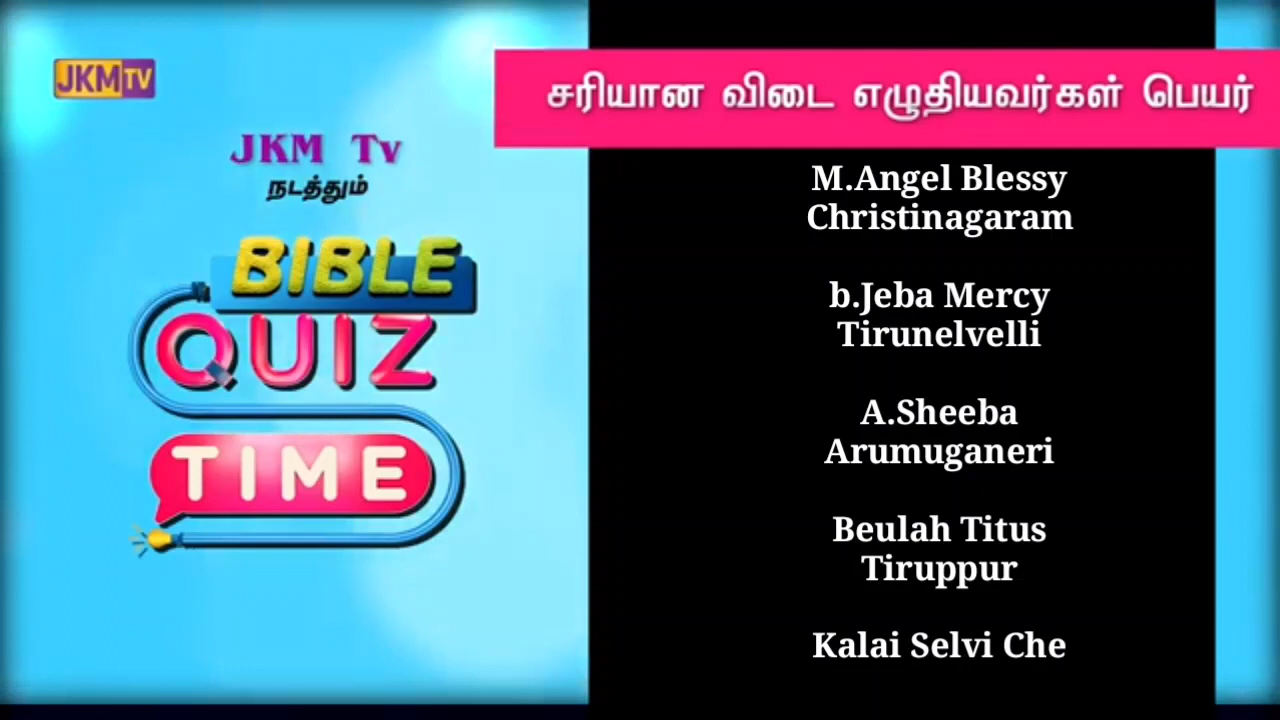 JKM TV
JKM Tv
நடத்தும்
BIBLE
QUIZ
TIME
சரியான விடை எழுதியவர்கள் பெயர்
M.Angel Blessy
Christinagaram
b.Jeba Mercy
Tirunelvelli
A.Sheeba
Arumuganeri
Beulah Titus
Tiruppur
Kalai Selvi Che